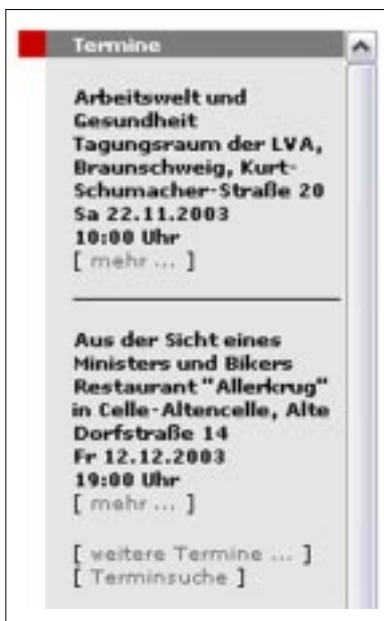 Termine
Arbeitswelt und
Gesundheit
Tagungsraum der LVA,
Braunschweig, Kurt-
Schumacher-Straße 20
Sa 22.11.2003
10:00 Uhr
[ mehr ... ]
Aus der Sicht eines
Ministers und Bikers
Restaurant "Allerkrug"
in Celle-Altencelle, Alte
Dorfstraße 14
Fr 12.12.2003
19:00 Uhr
[ mehr ... ]
[ weitere Termine ... ]
[ Terminsuche ]